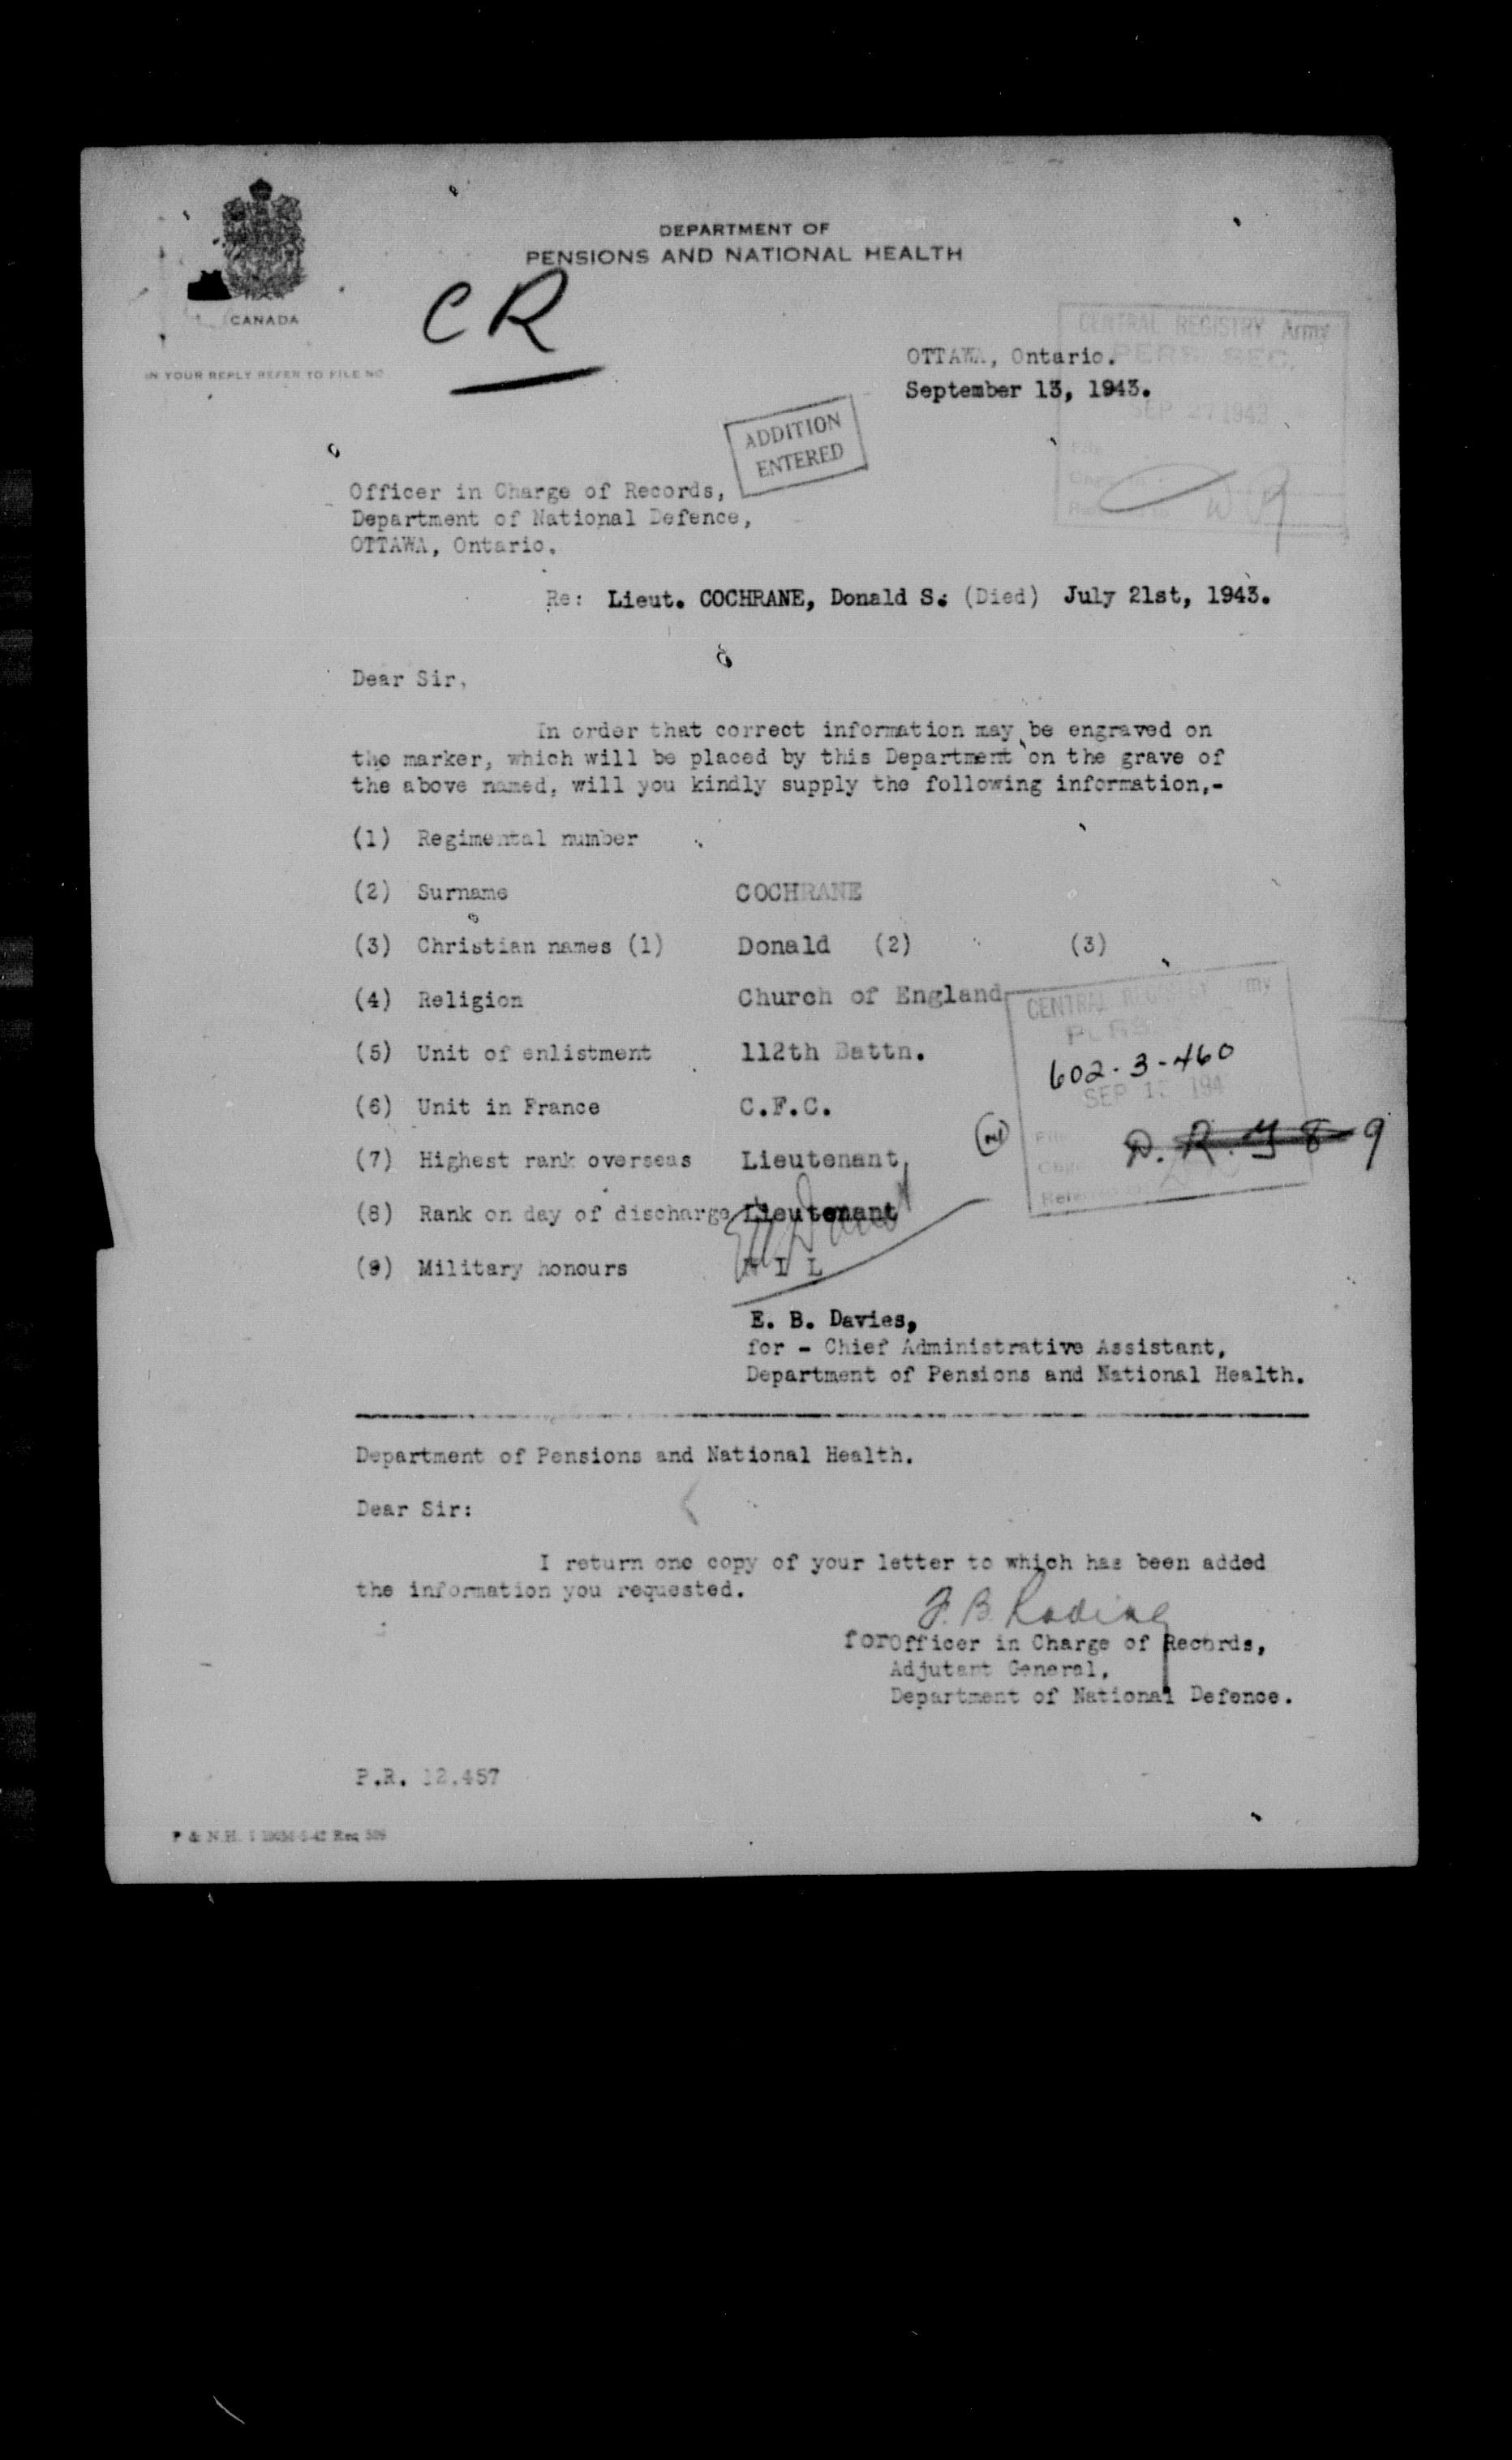 DEPARTMENT OF
PENSIONS AND NATIONAL HEALTH
CANADA
CR
IN YOUR REPLY REFER TO FILE NO
CENTRAL REGISTRY Army
PERS. SEC.
SEP 27 1943
OTTAWA, Ontario.
September 13, 1943.
ADDITION
ENTERED
Officer in Charge of Records,
Department of National Defence,
OTTAWA, Ontario.
Re: Lieut. COCHRANE, Donald S. (Died) July 21st, 1943.
Dear Sir,
In order that correct information may be engraved on
the marker, which will be placed by this Department on the grave of
the above named, will you kindly supply the following information,-
(1) Regimental number
(2) Surname COCHRANE
(3) Christian names (1) Donald (2) (3)
(4) Religion Church of England
(5) Unit of enlistment 112th Battn.
(6) Unit in France C.F.C.
(7) Highest rank overseas Lieutenant
(8) Rank on day of discharge Lieutenant
(9) Military honours N I L
CENTRAL REGISTRY
602-3-460
SEP
File
E. B. Davies,
for - Chief Administrative Assistant,
Department of Pensions and National Health.
Department of Pensions and National Health.
Dear Sir:
I return one copy of your letter to which has been added
the information you requested.
for Officer in Charge of Records,
Adjutant General,
Department of National Defence.
P.R. 12,457